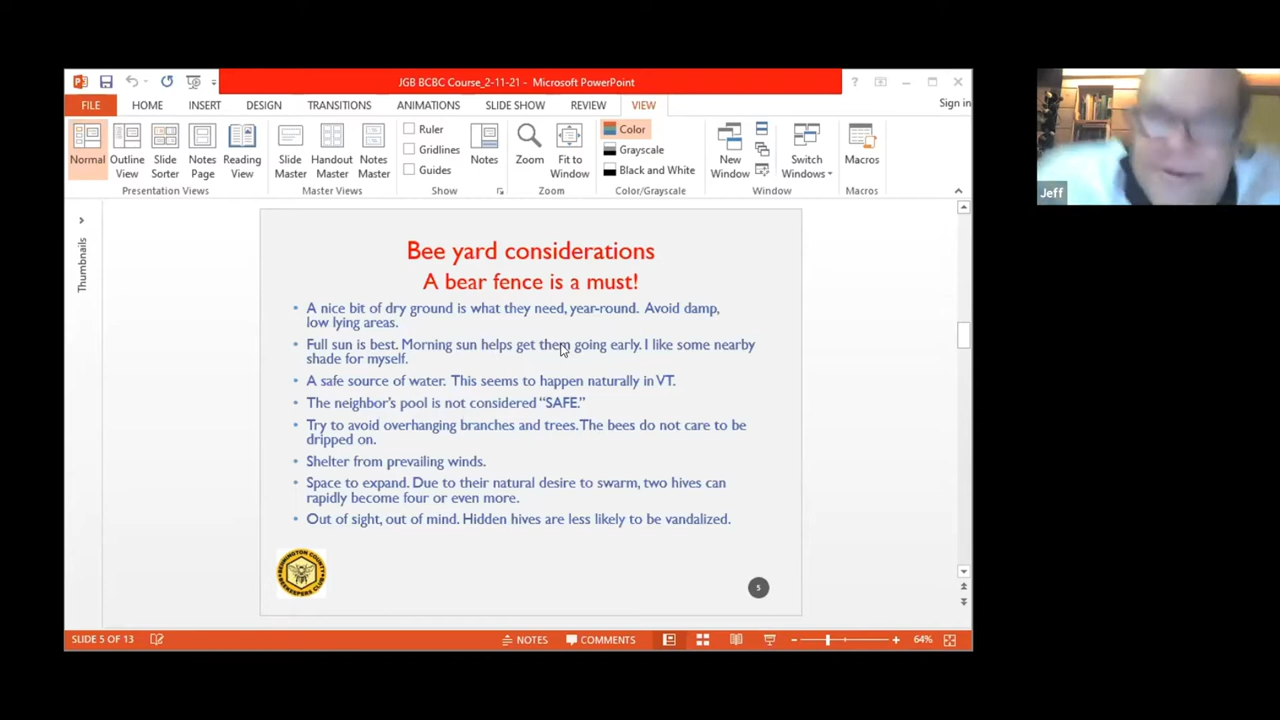 JGB BCBC Course_2-11-21 - Microsoft PowerPoint
?
FILE HOME INSERT DESIGN TRANSITIONS ANIMATIONS SLIDE SHOW REVIEW VIEW Sign in
Normal
Outline View
Slide Sorter
Notes Page
Reading View
Presentation Views
Slide Master
Handout Master
Notes Master
Master Views
Ruler
Gridlines
Guides
Show
Notes
Zoom
Fit to Window
Zoom
Color
Grayscale
Black and White
Color/Grayscale
New Window
Switch Windows
Window
Macros
Macros
Jeff
Thumbnails
Bee yard considerations
A bear fence is a must!
• A nice bit of dry ground is what they need, year-round. Avoid damp,
low lying areas.
• Full sun is best. Morning sun helps get them going early. I like some nearby
shade for myself.
• A safe source of water. This seems to happen naturally in VT.
• The neighbor's pool is not considered “SAFE.”
• Try to avoid overhanging branches and trees. The bees do not care to be
dripped on.
• Shelter from prevailing winds.
• Space to expand. Due to their natural desire to swarm, two hives can
rapidly become four or even more.
• Out of sight, out of mind. Hidden hives are less likely to be vandalized.
BENNINGTON COUNTY
BEEKEEPERS CLUB
5
SLIDE 5 OF 13 NOTES COMMENTS 64%